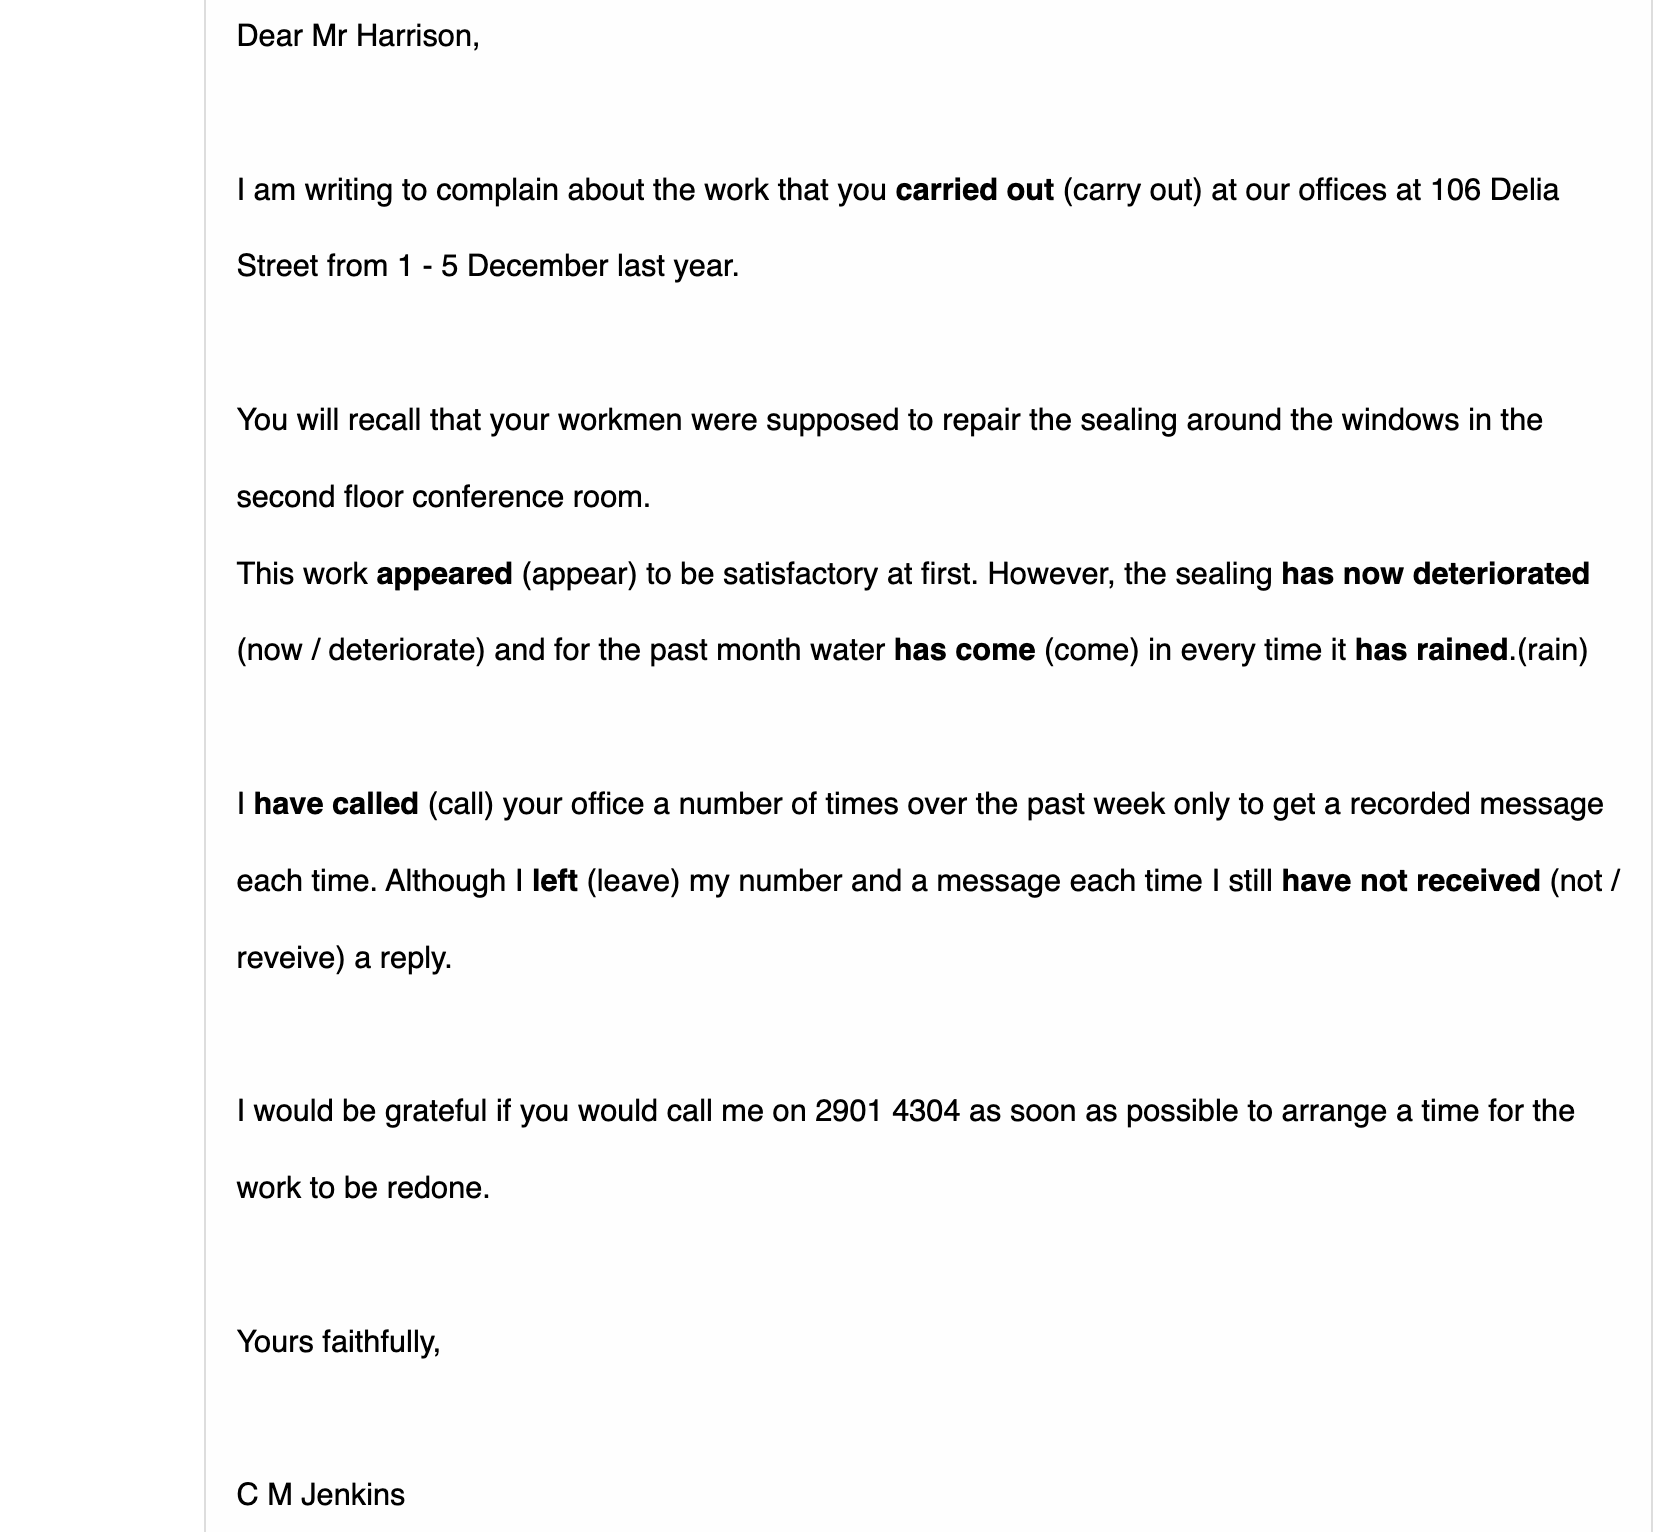 Dear Mr Harrison,
I am writing to complain about the work that you carried out (carry out) at our offices at 106 Delia
Street from 1 - 5 December last year.
You will recall that your workmen were supposed to repair the sealing around the windows in the
second floor conference room.
This work appeared (appear) to be satisfactory at first. However, the sealing has now deteriorated
(now / deteriorate) and for the past month water has come (come) in every time it has rained.(rain)
I have called (call) your office a number of times over the past week only to get a recorded message
each time. Although I left (leave) my number and a message each time I still have not received (not /
reveive) a reply.
I would be grateful if you would call me on 2901 4304 as soon as possible to arrange a time for the
work to be redone.
Yours faithfully,
C M Jenkins